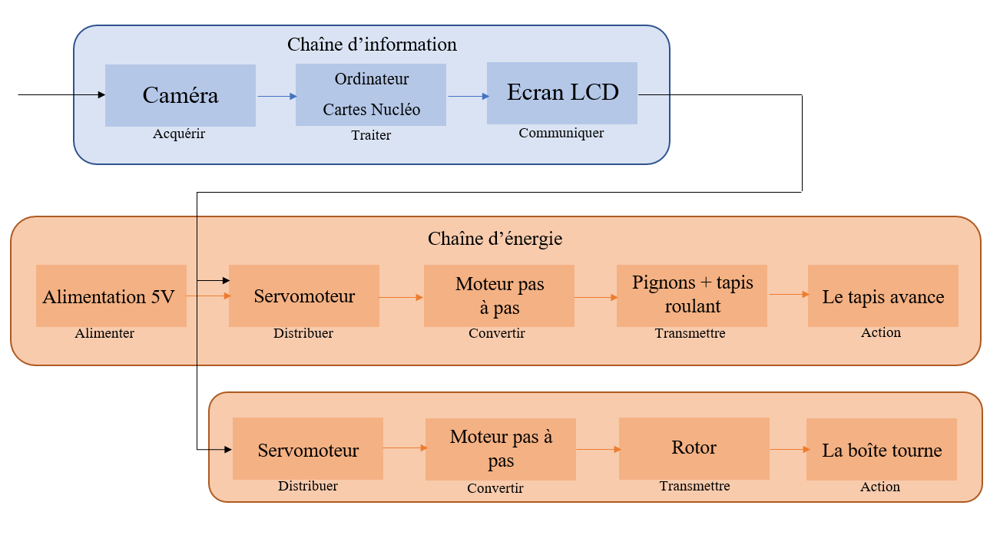 Chaîne d’information
Caméra
Acquérir
Ordinateur
Cartes Nucléo
Traiter
Ecran LCD
Communiquer
Chaîne d’énergie
Alimentation 5V
Alimenter
Servomoteur
Distribuer
Moteur pas
à pas
Convertir
Pignons + tapis
roulant
Transmettre
Le tapis avance
Action
Servomoteur
Distribuer
Moteur pas à
pas
Convertir
Rotor
Transmettre
La boîte tourne
Action